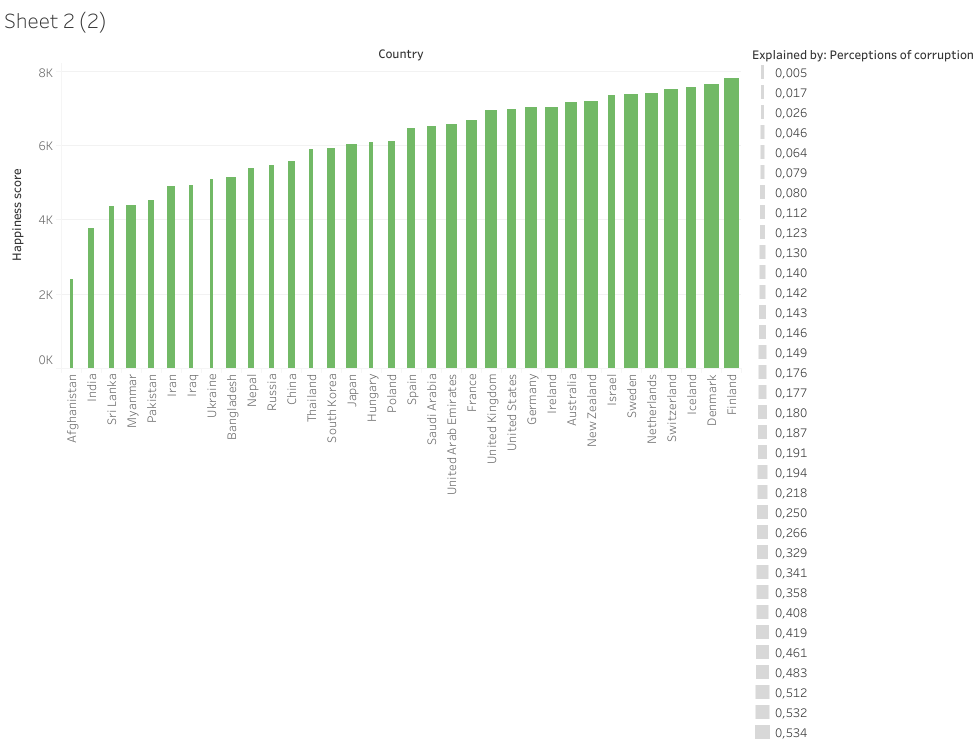 Sheet 2 (2)
Country
Happiness score
8K
6K
4K
2K
0K
Afghanistan
India
Sri Lanka
Myanmar
Pakistan
Iran
Iraq
Ukraine
Bangladesh
Nepal
Russia
China
Thailand
South Korea
Japan
Hungary
Poland
Spain
Saudi Arabia
United Arab Emirates
France
United Kingdom
United States
Germany
Ireland
Australia
New Zealand
Israel
Sweden
Netherlands
Switzerland
Iceland
Denmark
Finland
Explained by: Perceptions of corruption
0,005
0,017
0,026
0,046
0,064
0,079
0,080
0,112
0,123
0,130
0,140
0,142
0,143
0,146
0,149
0,176
0,177
0,180
0,187
0,191
0,194
0,218
0,250
0,266
0,329
0,341
0,358
0,408
0,419
0,461
0,483
0,512
0,532
0,534